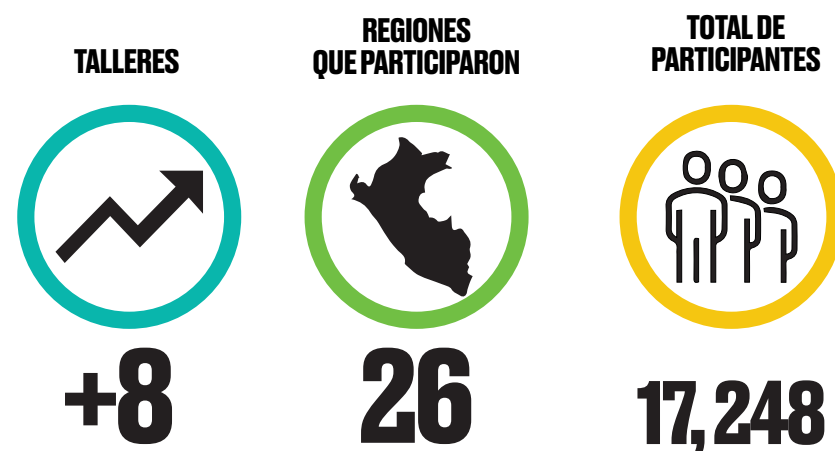 TALLERES
+8
REGIONES
QUE PARTICIPARON
26
TOTAL DE
PARTICIPANTES
17,248